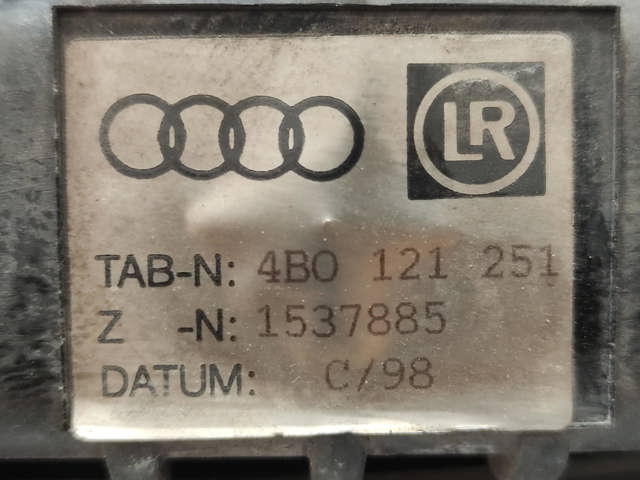 LR
TAB-N: 4B0 121 251
Z -N: 1537885
DATUM: C/98